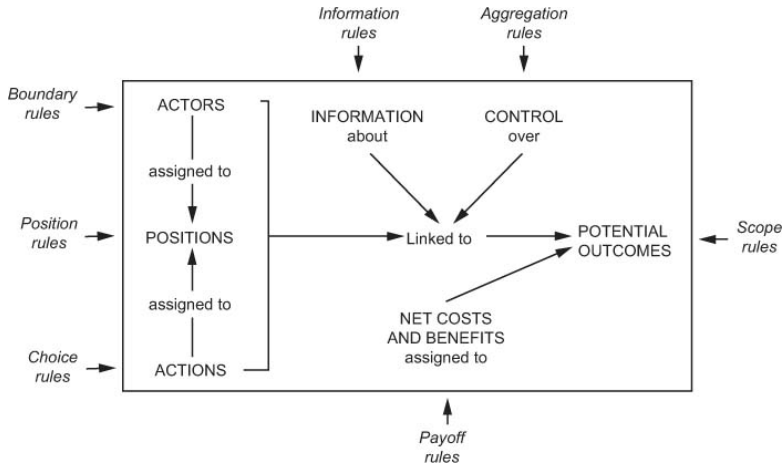 Information
rules
Aggregation
rules
Boundary
rules
ACTORS
INFORMATION
about
CONTROL
over
assigned to
Position
rules
POSITIONS
Linked to
POTENTIAL
OUTCOMES
Scope
rules
assigned to
NET COSTS
AND BENEFITS
assigned to
Choice
rules
ACTIONS
Payoff
rules